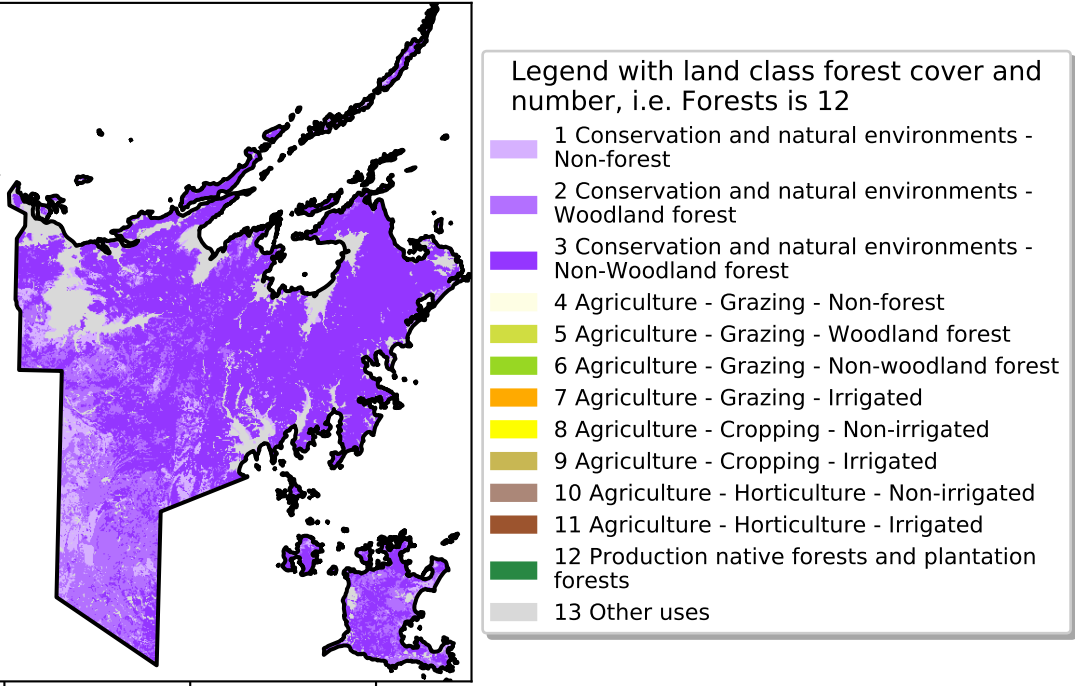 Legend with land class forest cover and
number, i.e. Forests is 12
1 Conservation and natural environments -
Non-forest
2 Conservation and natural environments -
Woodland forest
3 Conservation and natural environments -
Non-Woodland forest
4 Agriculture - Grazing - Non-forest
5 Agriculture - Grazing - Woodland forest
6 Agriculture - Grazing - Non-woodland forest
7 Agriculture - Grazing - Irrigated
8 Agriculture - Cropping - Non-irrigated
9 Agriculture - Cropping - Irrigated
10 Agriculture - Horticulture - Non-irrigated
11 Agriculture - Horticulture - Irrigated
12 Production native forests and plantation
forests
13 Other uses